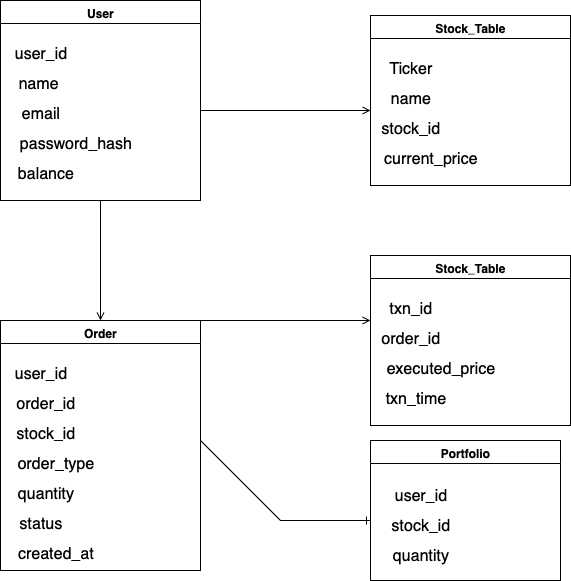 User
user_id
name
email
password_hash
balance
Stock_Table
Ticker
name
stock_id
current_price
Order
user_id
order_id
stock_id
order_type
quantity
status
created_at
Stock_Table
txn_id
order_id
executed_price
txn_time
Portfolio
user_id
stock_id
quantity